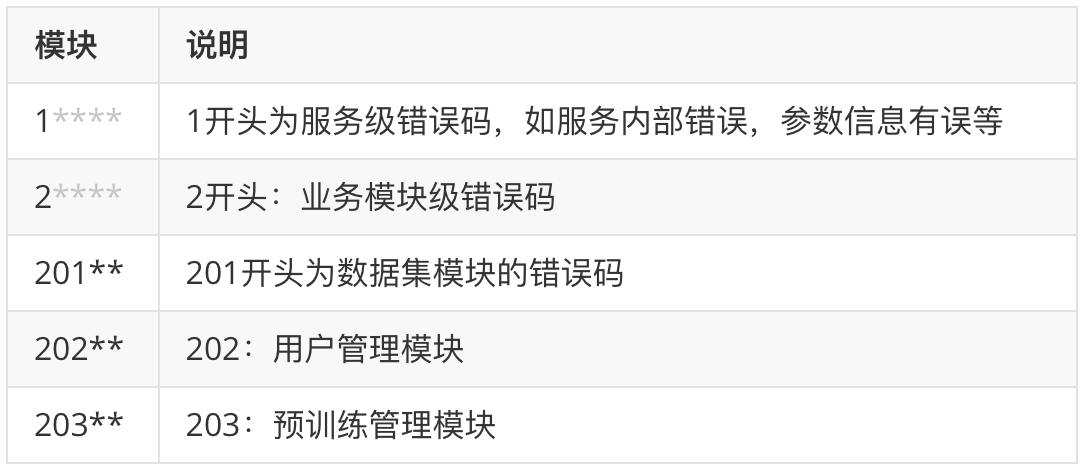 模块 说明
1**** 1开头为服务级错误码，如服务内部错误，参数信息有误等
2**** 2开头：业务模块级错误码
201** 201开头为数据集模块的错误码
202** 202：用户管理模块
203** 203：预训练管理模块